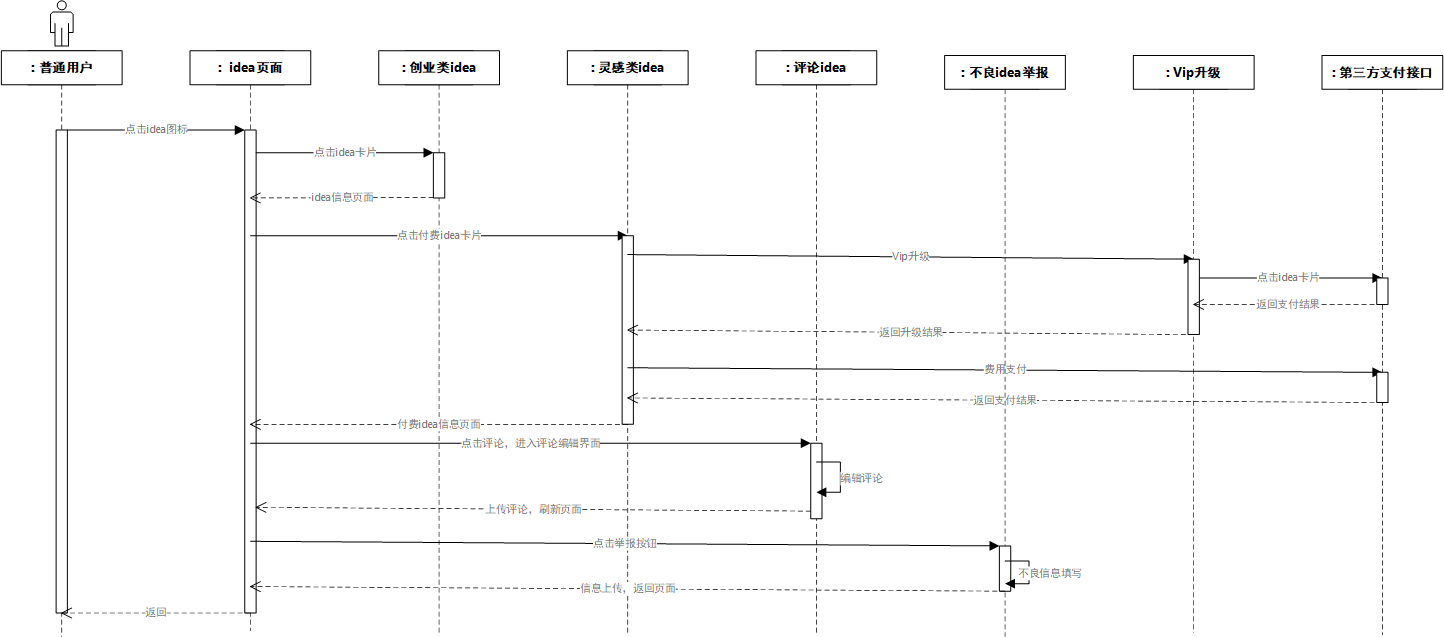 : 普通用户
: idea页面
: 创业类idea
: 灵感类idea
: 评论idea
: 不良idea举报
: Vip升级
: 第三方支付接口
点击idea图标
点击idea卡片
idea信息页面
点击付费idea卡片
Vip升级
点击idea卡片
返回支付结果
返回升级结果
费用支付
返回支付结果
付费idea信息页面
点击评论，进入评论编辑界面
编辑评论
上传评论，刷新页面
点击举报按钮
不良信息填写
信息上传，返回页面
返回